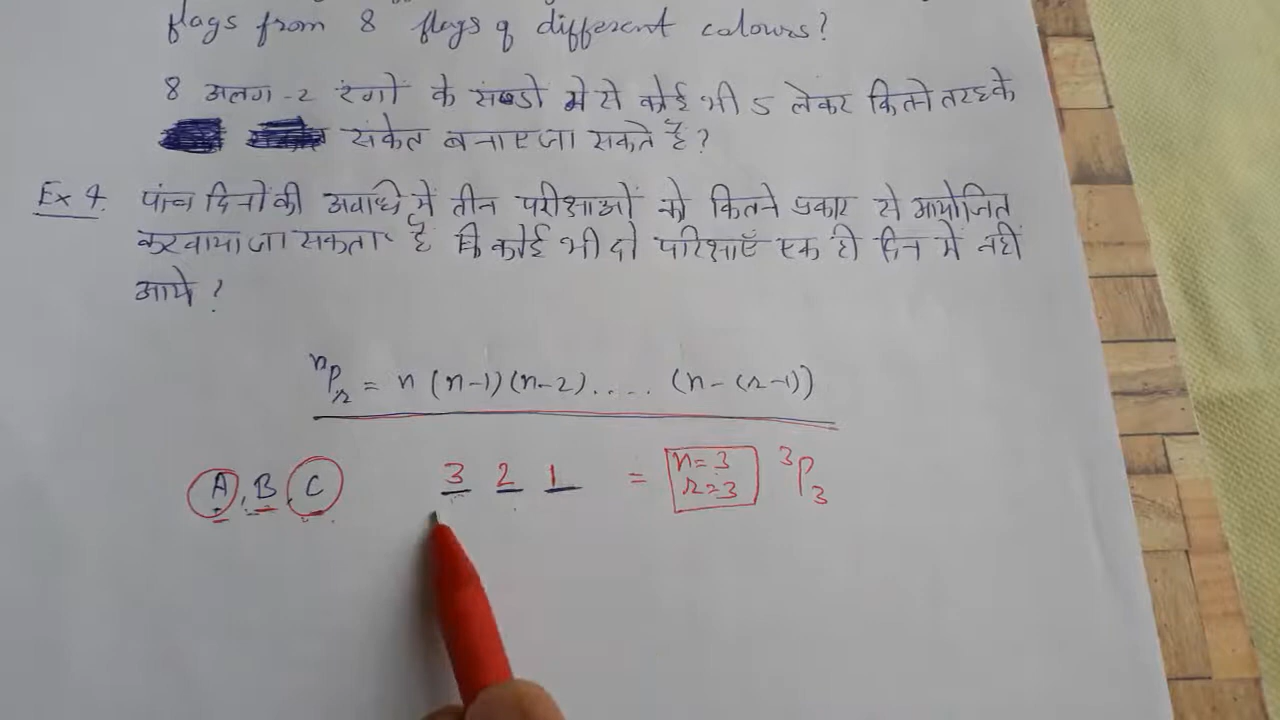 flags from 8 flags of different colours?
8 अलग-2 रंगों के झण्डो मे से कोई भी 5 लेकर कितने तरह के
संकेत बनाए जा सकते है?
Ex 4. पांच दिनों की अवधि में तीन परीक्षाओं को कितने प्रकार से आयोजित
करवाया जा सकता है कि कोई भी दो परिक्षाएँ एक ही दिन में नहीं
आये?
ⁿPᵣ = n (n-1)(n-2)..... (n-(r-1))
A, B, C 3 2 1 = n=3 r=3 ³P₃